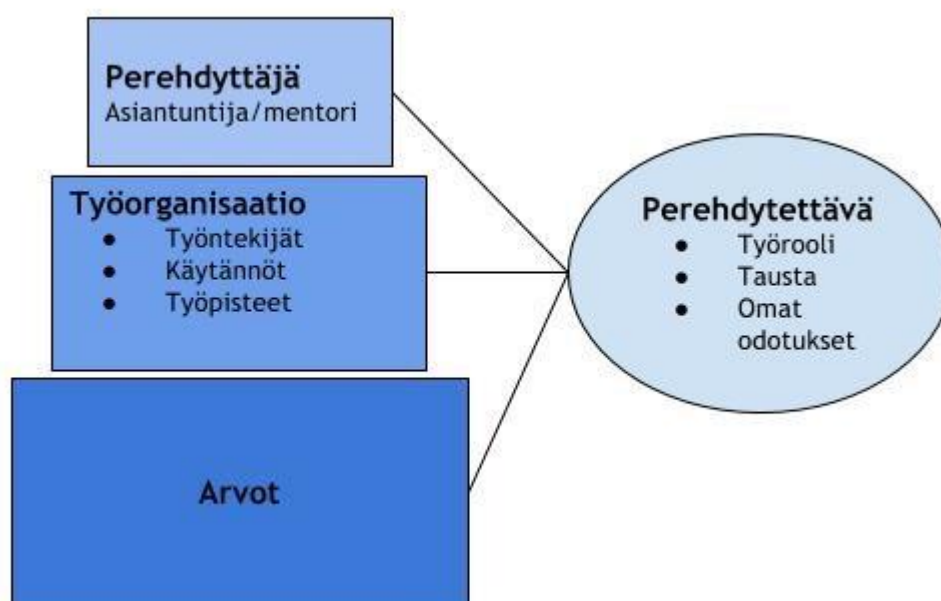 Perehdyttäjä
Asiantuntija/mentori
Työorganisaatio
● Työntekijät
● Käytännöt
● Työpisteet
Arvot
Perehdytettävä
● Työrooli
● Tausta
● Omat
odotukset